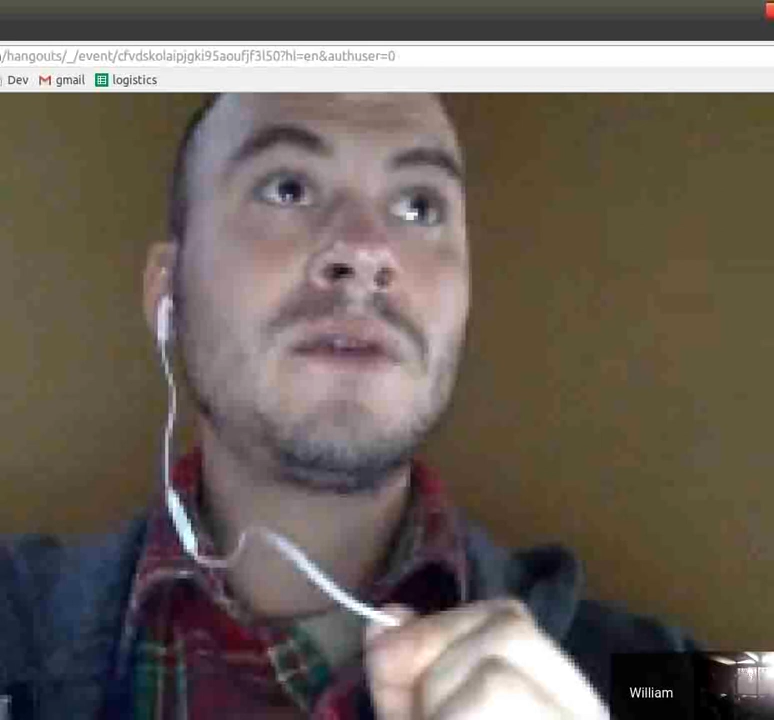 /hangouts/_/event/cfvdskolaipjgki95aoufjf3l50?hl=en&authuser=0
Dev gmail logistics
William